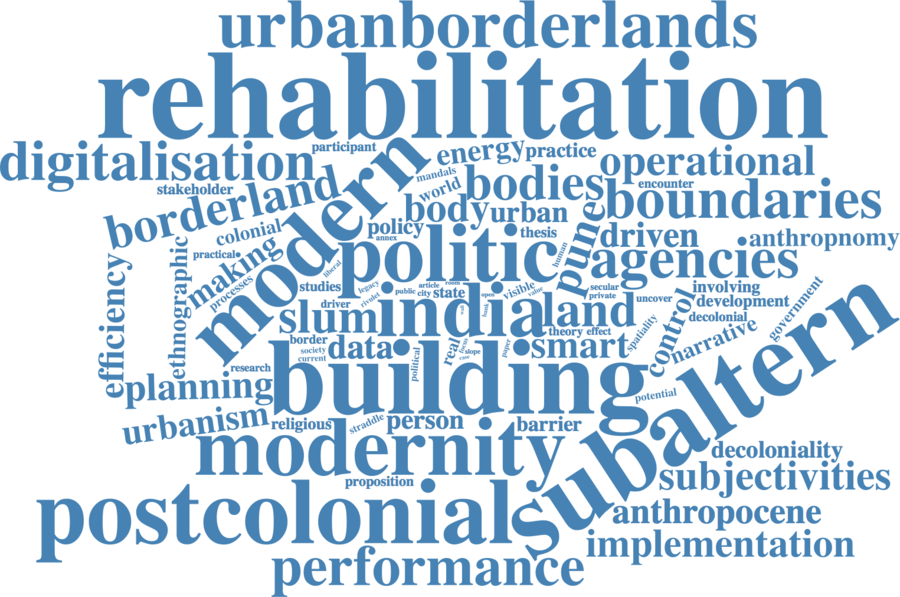 urbanborderlands
rehabilitation
digitalisation
participant
energy
practice
operational
stakeholder
mandals
world
bodies
encounter
borderland
modern
body
urban
boundaries
colonial
policy
annex
thesis
pune
driven
anthropnomy
practical
making
politic
human
agencies
ethnographic
processes
liberal
studies
legacy
rivulet
public
article
room
city
state
open
visible
value
secular
private
uncover
involving
development
decolonial
government
efficiency
driver
slum
india
land
theory
effect
spatiality
control
narrative
border
society
current
data
political
real
focus
slope
case
paper
smart
research
planning
building
potential
subaltern
urbanism
religious
straddle
person
barrier
modernity
decoloniality
proposition
subjectivities
postcolonial
anthropocene
implementation
performance